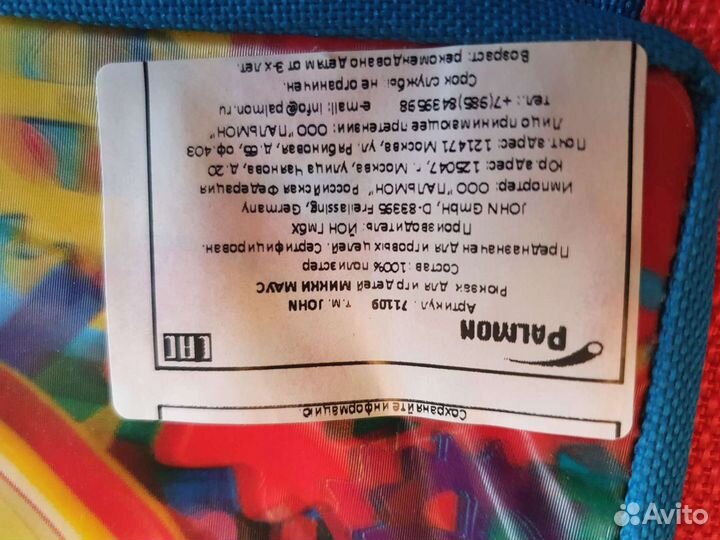 Сохраняйте информацию
PALMON
EAC
Артикул . 71109 т.м. JOHN
Рюкзак для игр детей МИККИ МАУС
Состав: 100% полиэстер
Предназначен для игровых целей. Сертифицирован.
Производитель: ЙОН ГмбХ
JOHN GmbH, D-83395 Freilassing, Germany
Импортер: ООО "ПАЛЬМОН" Российская Федерация
Юр.адрес: 125047, г. Москва, улица Чаянова, д.20
Почт. адрес: 121471 Москва, ул. Рябиновая, д.55, оф.403
Лицо принимающее претензии: ООО "ПАЛЬМОН"
тел.: +7(985)8439598 e-mail: info@palmon.ru
Срок службы: не ограничен.
Возраст: рекомендовано детям от 3-х лет.
Avito